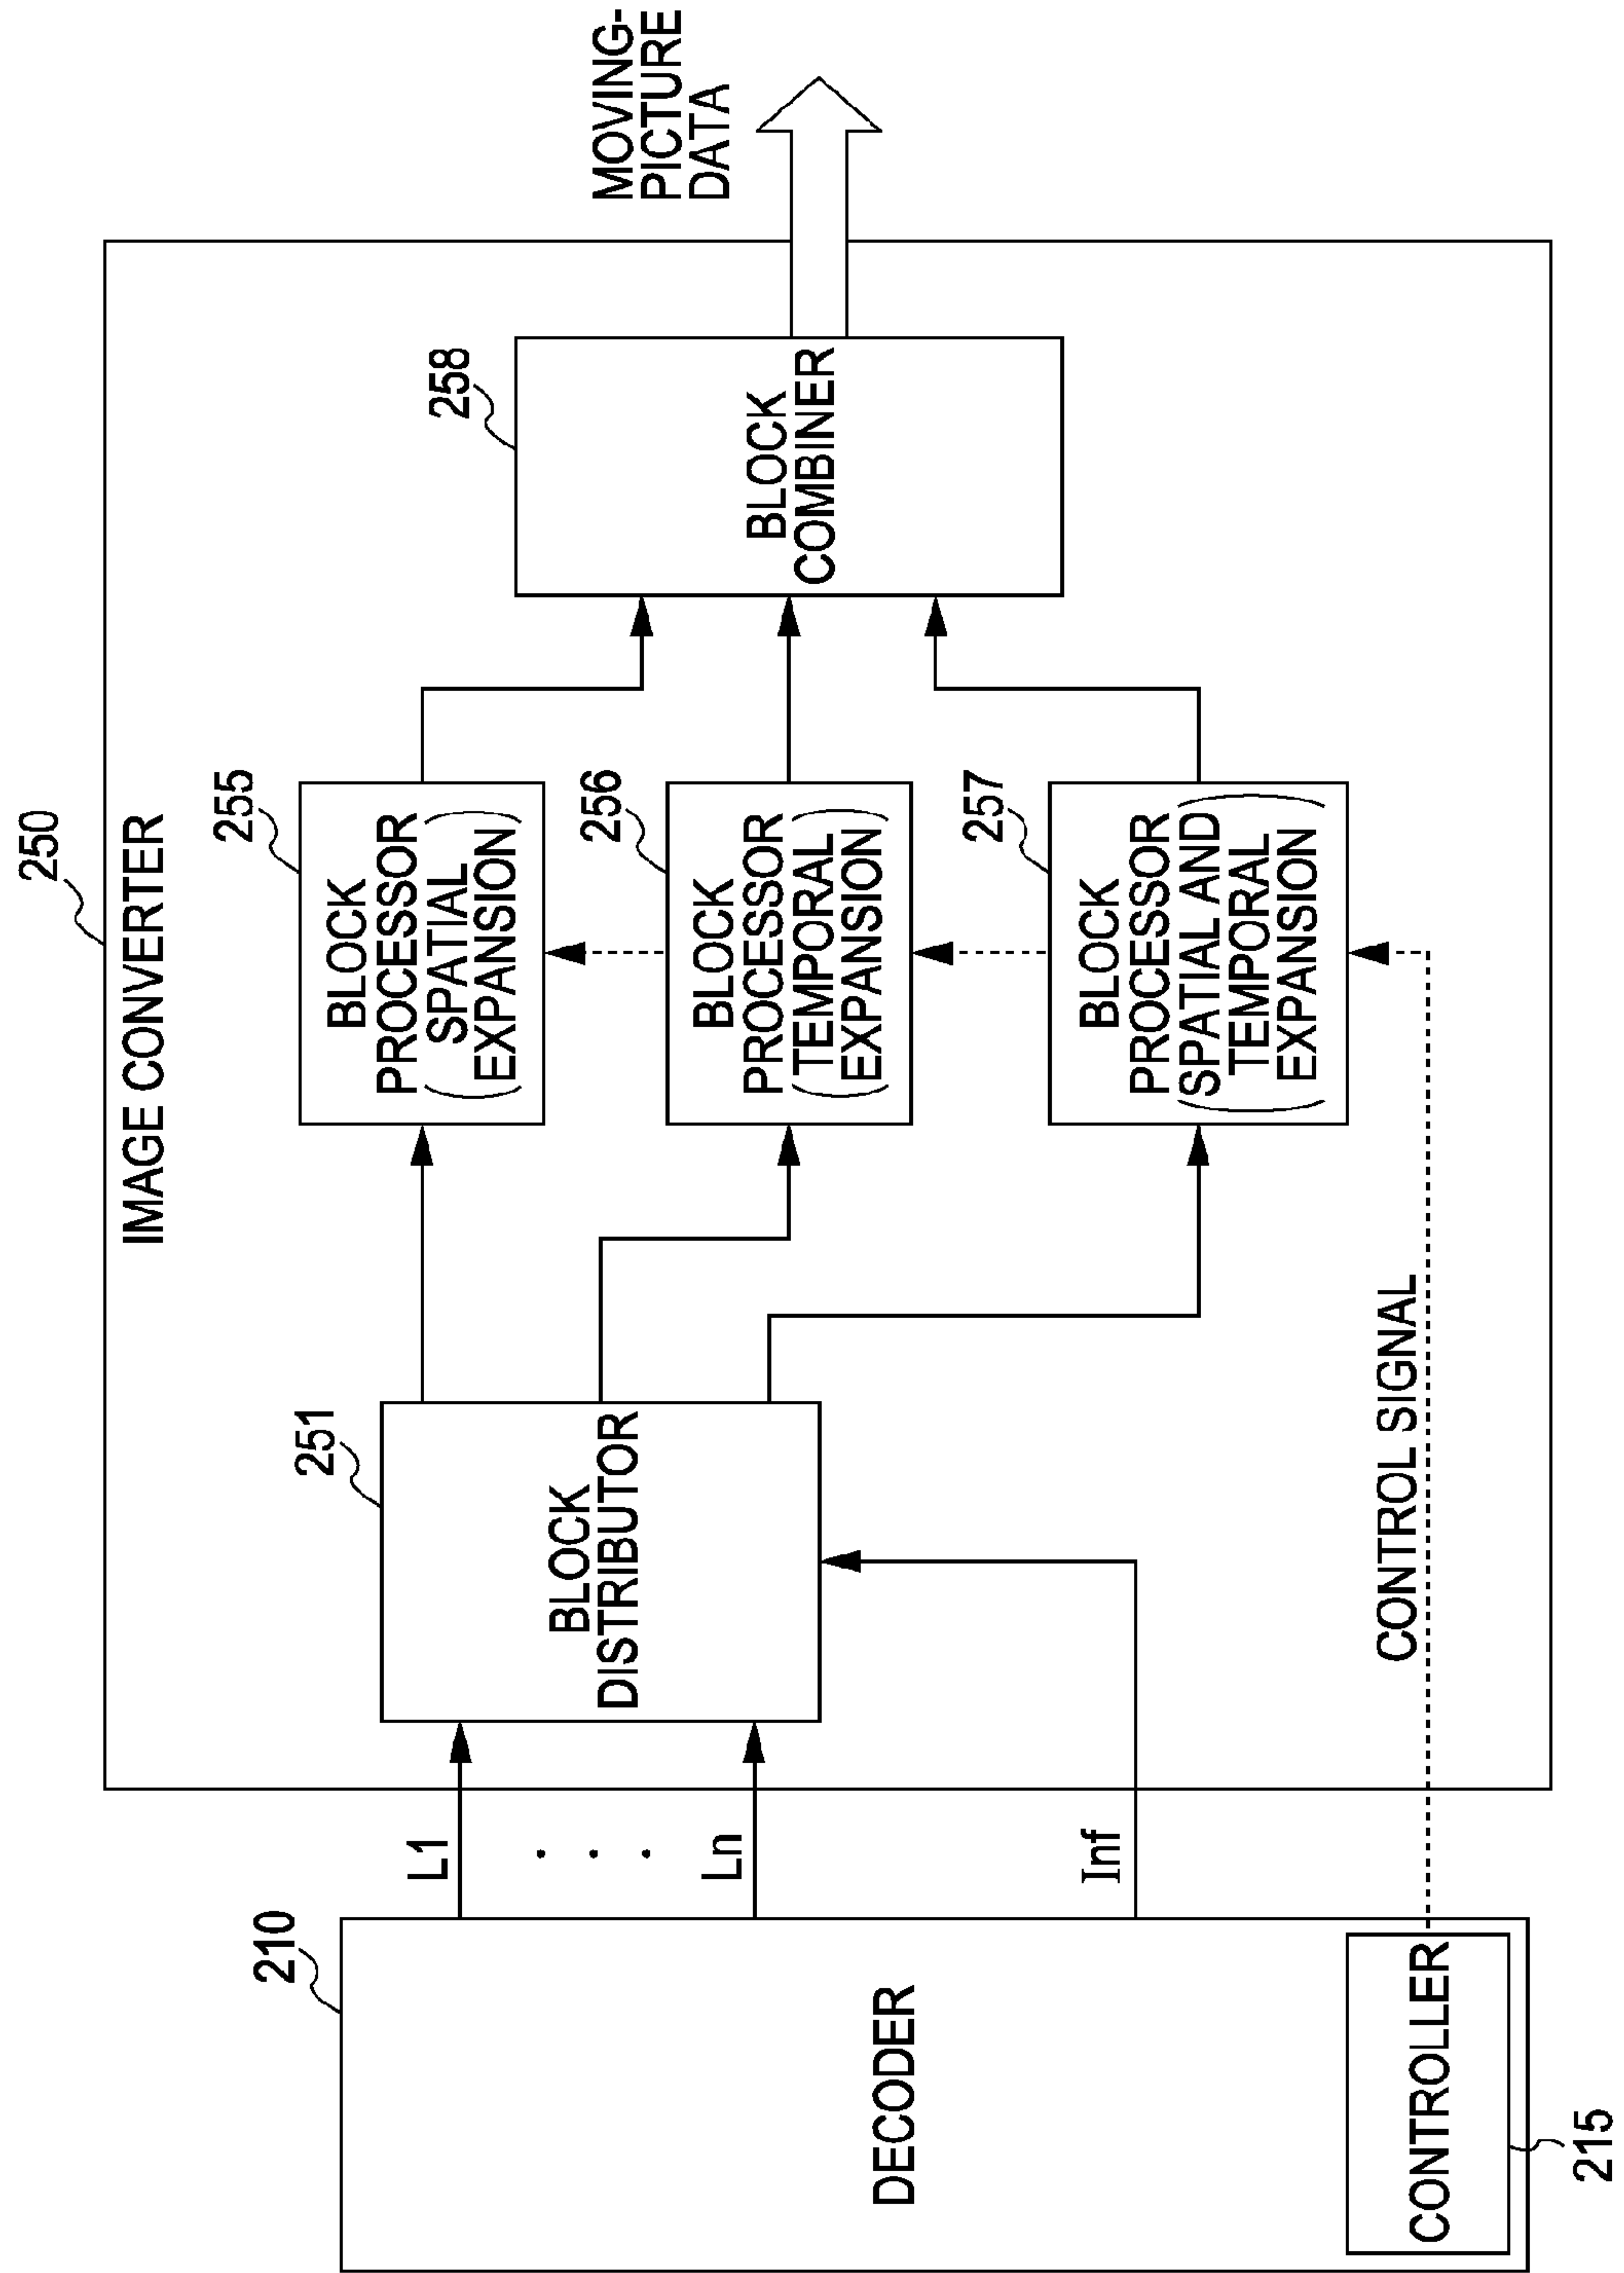 250
IMAGE CONVERTER
210
DECODER
CONTROLLER
215
L1
. . .
Ln
Inf
251
BLOCK
DISTRIBUTOR
CONTROL SIGNAL
255
BLOCK
PROCESSOR
(SPATIAL
EXPANSION)
256
BLOCK
PROCESSOR
(TEMPORAL
EXPANSION)
257
BLOCK
PROCESSOR
(SPATIAL AND
TEMPORAL
EXPANSION)
258
BLOCK
COMBINER
MOVING-
PICTURE
DATA